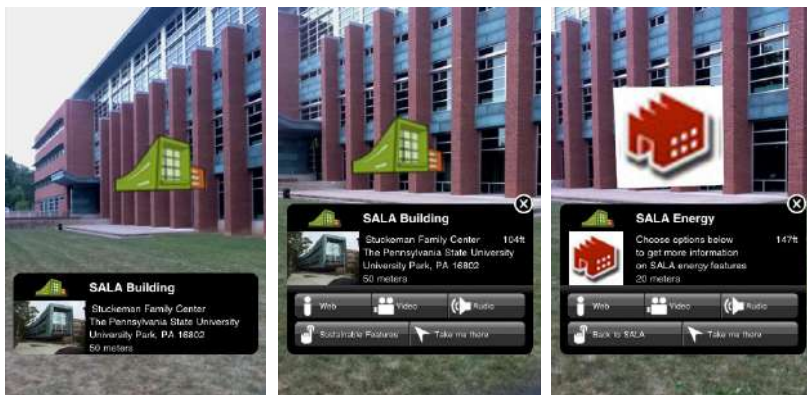 SALA Building
Stuckeman Family Center
The Pennsylvania State University
University Park, PA 16802
50 meters
SALA Building
Stuckeman Family Center 104ft
The Pennsylvania State University
University Park, PA 16802
50 meters
Web Video Audio
Sustainable Features Take me there
SALA Energy
Choose options below 147ft
to get more information
on SALA energy features
20 meters
Web Video Audio
Back to SALA Take me there